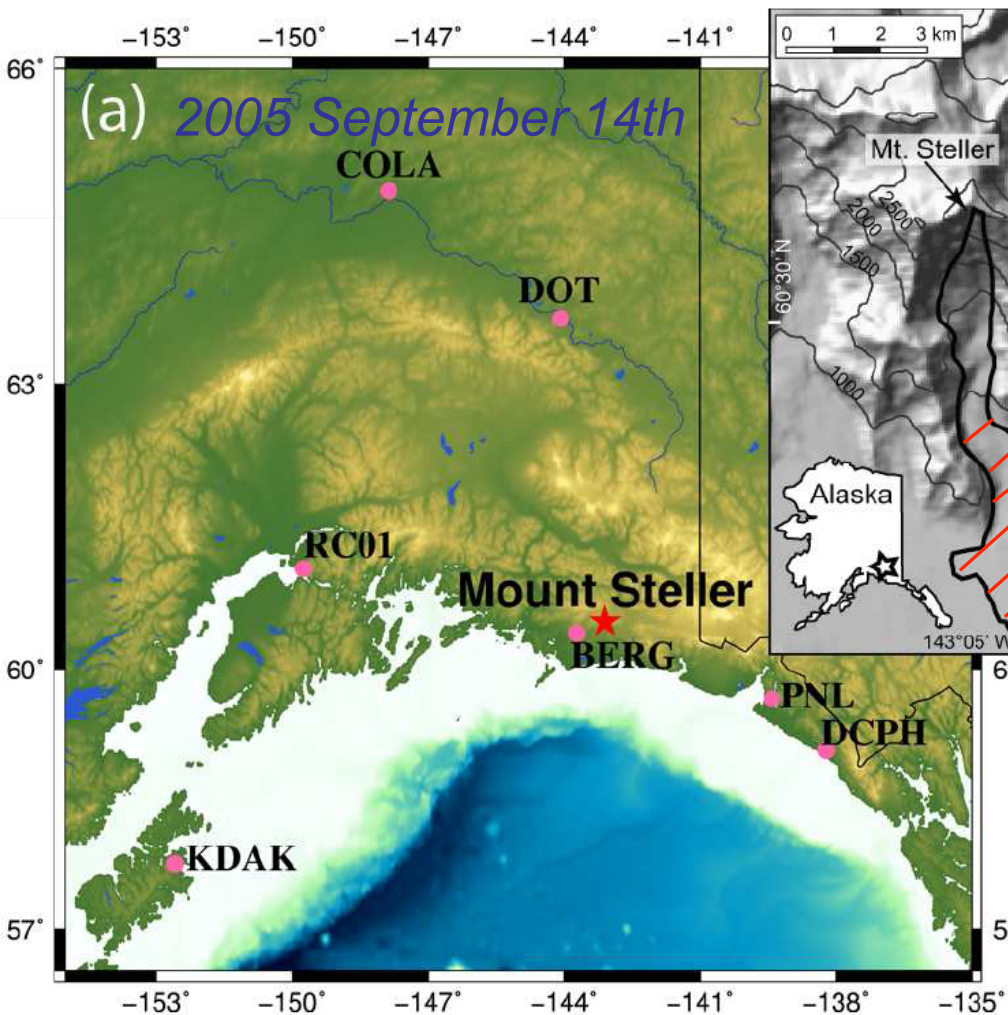 −153° −150° −147° −144° −141°
66°
(a) 2005 September 14th
0 1 2 3 km
COLA
Mt. Steller
2500
2000
1500
60°30' N
DOT
63°
1000
Alaska
RC01
Mount Steller
143°05' W
BERG
60°
PNL
DCPH
KDAK
57°
−153° −150° −147° −144° −141° −138° −135°